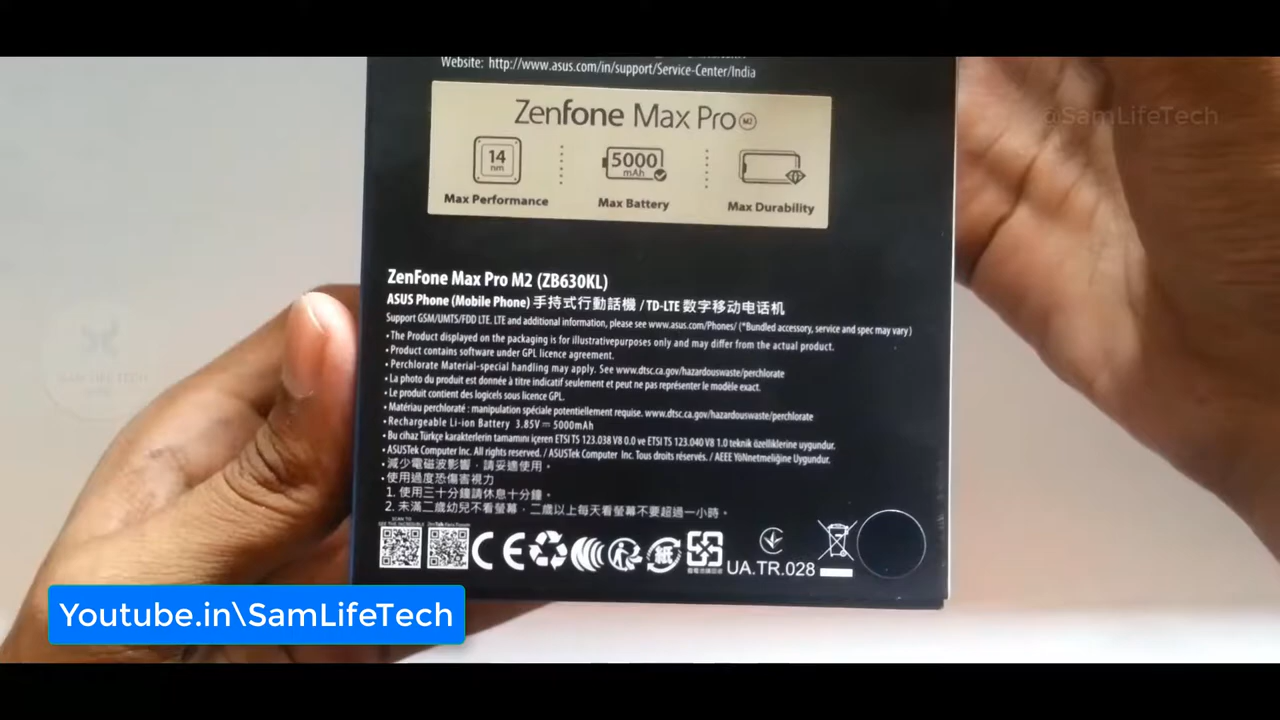 Website: http://www.asus.com/in/support/Service-Center/India
@SamLifeTech
Zenfone Max Pro M2
14 nm
5000 mAh
Max Performance
Max Battery
Max Durability
ZenFone Max Pro M2 (ZB630KL)
ASUS Phone (Mobile Phone) 手持式行動話機 / TD-LTE 数字移动电话机
Support GSM/UMTS/FDD LTE. LTE and additional information, please see www.asus.com/Phones/ (*Bundled accessory, service and spec may vary )
• The Product displayed on the packaging is for illustrativepurposes only and may differ from the actual product.
• Product contains software under GPL licence agreement.
• Perchlorate Material-special handling may apply. See www.dtsc.ca.gov/hazardouswaste/perchlorate
• La photo du produit est donnée à titre indicatif seulement et peut ne pas représenter le modèle exact.
• Le produit contient des logiciels sous licence GPL.
• Matériau perchloraté : manipulation spéciale potentiellement requise. www.dtsc.ca.gov/hazardouswaste/perchlorate
• Rechargeable Li-ion Battery 3.85V⎓5000mAh
• Bu cihaz Türkçe karakterlerin tamamını içeren ETSI TS 123.038 V8 0.0 ve ETSI TS 123.040 V8 1.0 teknik özelliklerine uygundur.
• ASUSTek Computer Inc. All rights reserved. / ASUSTek Computer Inc. Tous droits réservés. / AEEE YöNnetmeliğine Uygundur.
• 減少電磁波影響，請妥適使用。
• 使用過度恐傷害視力
1. 使用三十分鐘請休息十分鐘。
2. 未滿二歲幼兒不看螢幕，二歲以上每天看螢幕不要超過一小時。
SAM LIFE TECH
SCAN TO
CE
紙
UA.TR.028
Youtube.in\SamLifeTech